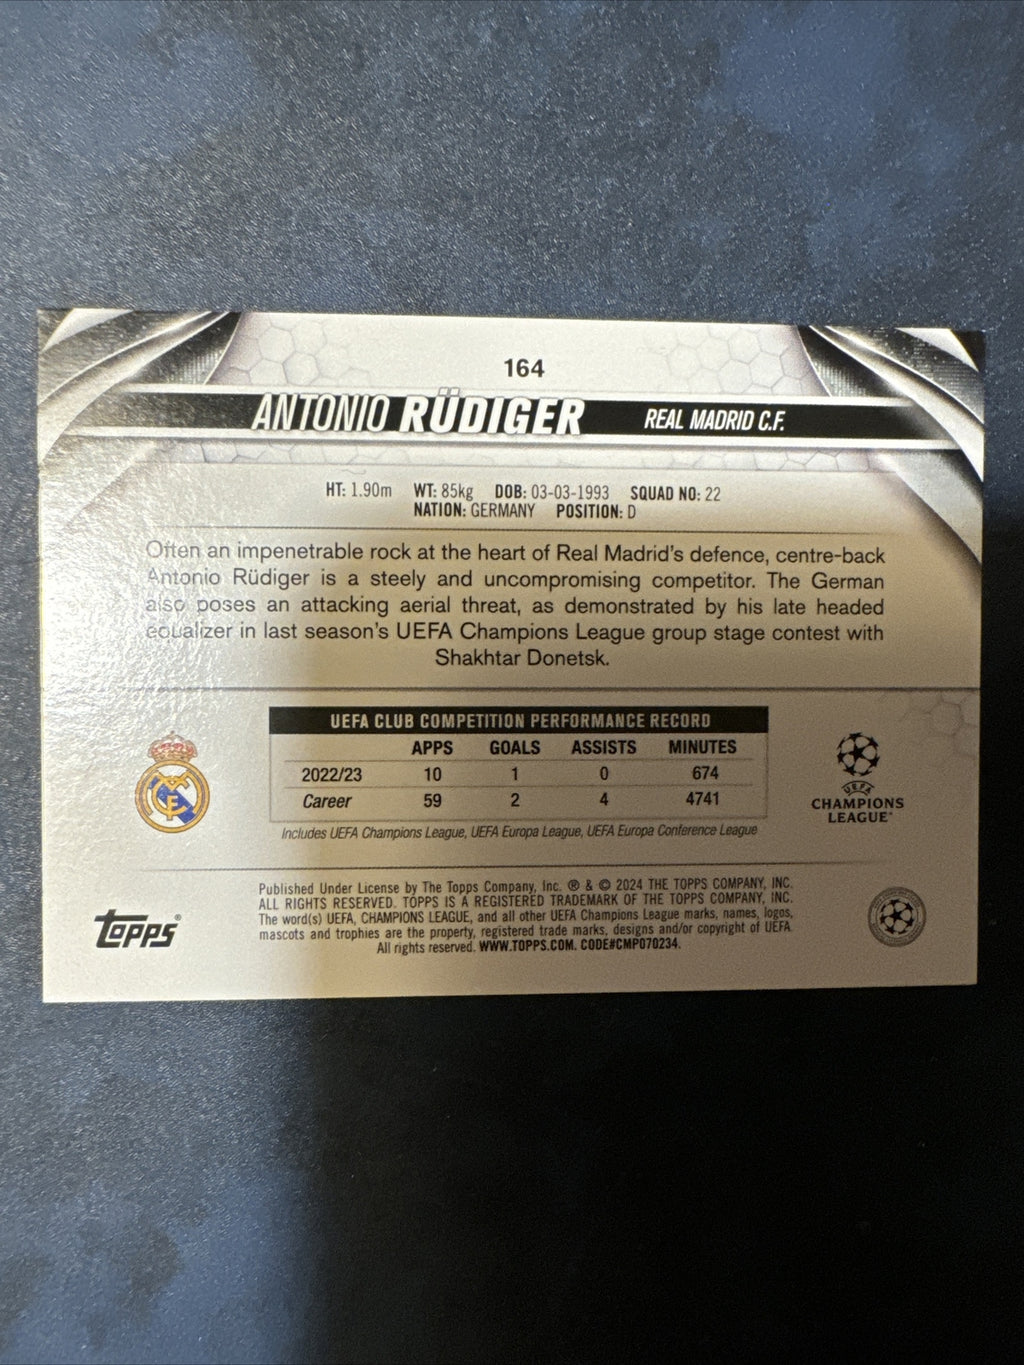 164
ANTONIO RÜDIGER REAL MADRID C.F.
HT: 1.90m WT: 85kg DOB: 03-03-1993 SQUAD NO: 22
NATION: GERMANY POSITION: D
Often an impenetrable rock at the heart of Real Madrid's defence, centre-back
Antonio Rüdiger is a steely and uncompromising competitor. The German
also poses an attacking aerial threat, as demonstrated by his late headed
equalizer in last season's UEFA Champions League group stage contest with
Shakhtar Donetsk.
UEFA CLUB COMPETITION PERFORMANCE RECORD
APPS GOALS ASSISTS MINUTES
2022/23 10 1 0 674
Career 59 2 4 4741
Includes UEFA Champions League, UEFA Europa League, UEFA Europa Conference League
UEFA
CHAMPIONS
LEAGUE
Published Under License by The Topps Company, Inc. ® & © 2024 THE TOPPS COMPANY, INC.
ALL RIGHTS RESERVED. TOPPS IS A REGISTERED TRADEMARK OF THE TOPPS COMPANY, INC.
The word(s) UEFA, CHAMPIONS LEAGUE, and all other UEFA Champions League marks, names, logos,
mascots and trophies are the property, registered trade marks, designs and/or copyright of UEFA.
All rights reserved. WWW.TOPPS.COM. CODE#CMP070234.
TOPPS®